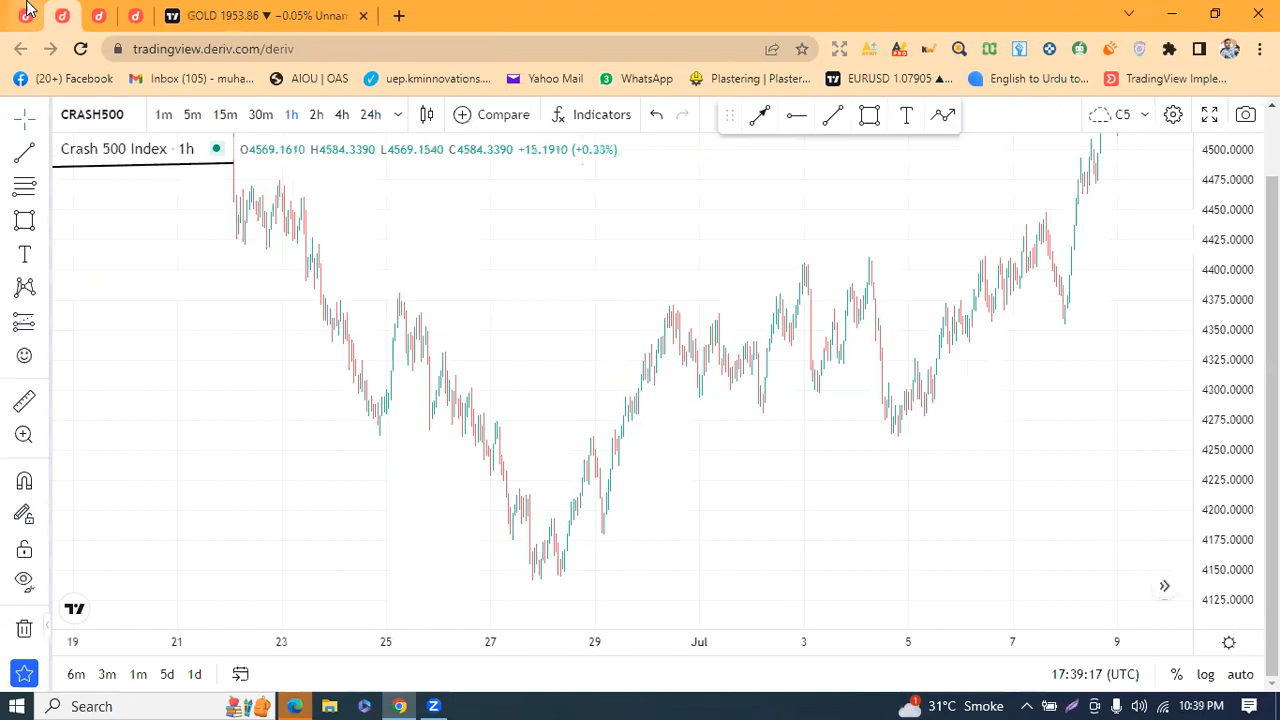 GOLD 1953.86 ▼ −0.05% Unnan
tradingview.deriv.com/deriv
(20+) Facebook
Inbox (105) - muha...
AIOU | OAS
uep.kminnovations....
Yahoo Mail
WhatsApp
Plastering | Plaster...
EURUSD 1.07905 ▲...
English to Urdu to...
TradingView Imple...
CRASH500
1m 5m 15m 30m 1h 2h 4h 24h
Compare
Indicators
T
C5
Crash 500 Index · 1h
O4569.1610 H4584.3390 L4569.1540 C4584.3390 +15.1910 (+0.33%)
4500.0000
4475.0000
4450.0000
4425.0000
4400.0000
4375.0000
4350.0000
4325.0000
4300.0000
4275.0000
4250.0000
4225.0000
4200.0000
4175.0000
4150.0000
4125.0000
19 21 23 25 27 29 Jul 3 5 7 9
6m 3m 1m 5d 1d
17:39:17 (UTC)
% log auto
Search
31°C Smoke
10:39 PM